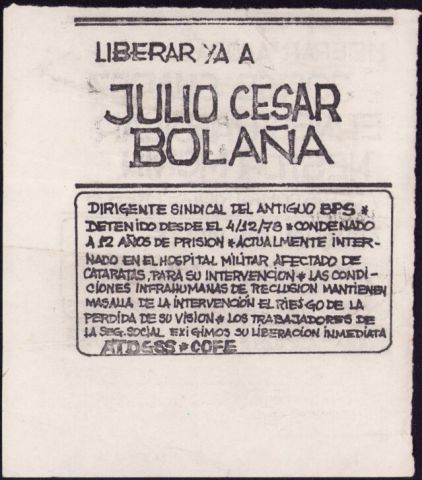 LIBERAR YA A
JULIO CESAR
BOLAÑA
DIRIGENTE SINDICAL DEL ANTIGUO BPS *
DETENIDO DESDE EL 4/12/78 * CONDENADO
A 12 AÑOS DE PRISION * ACTUALMENTE INTER-
NADO EN EL HOSPITAL MILITAR AFECTADO DE
CATARATAS, PARA SU INTERVENCION * LAS CONDI-
CIONES INFRAHUMANAS DE RECLUSION MANTIENEN
MAS ALLA DE LA INTERVENCIÓN EL RIESGO DE LA
PERDIDA DE SU VISION * LOS TRABAJADORES DE
LA SEG. SOCIAL EXIGIMOS SU LIBERACION INMEDIATA
ATDSSS * COFE